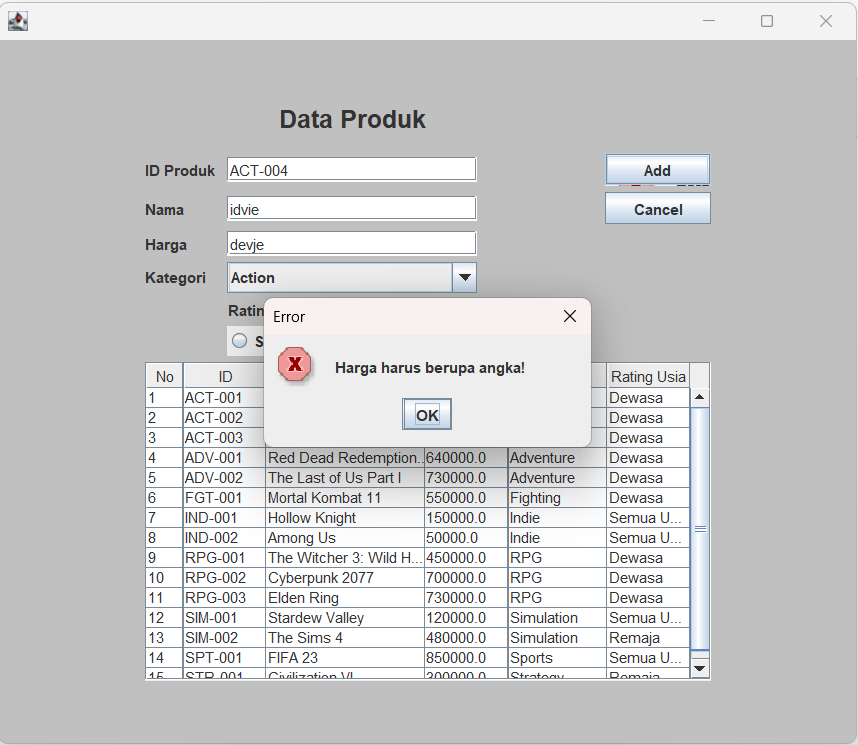 Data Produk
ID Produk ACT-004 Add
Nama idvie Cancel
Harga devje
Kategori Action
Error
Harga harus berupa angka!
OK
No ID Rating Usia
1 ACT-001 Dewasa
2 ACT-002 Dewasa
3 ACT-003 Dewasa
4 ADV-001 Red Dead Redemption... 640000.0 Adventure Dewasa
5 ADV-002 The Last of Us Part I 730000.0 Adventure Dewasa
6 FGT-001 Mortal Kombat 11 550000.0 Fighting Dewasa
7 IND-001 Hollow Knight 150000.0 Indie Semua U...
8 IND-002 Among Us 50000.0 Indie Semua U...
9 RPG-001 The Witcher 3: Wild H... 450000.0 RPG Dewasa
10 RPG-002 Cyberpunk 2077 700000.0 RPG Dewasa
11 RPG-003 Elden Ring 730000.0 RPG Dewasa
12 SIM-001 Stardew Valley 120000.0 Simulation Semua U...
13 SIM-002 The Sims 4 480000.0 Simulation Remaja
14 SPT-001 FIFA 23 850000.0 Sports Semua U...
15 STR-001 Civilization VI 300000.0 Strategy Remaja